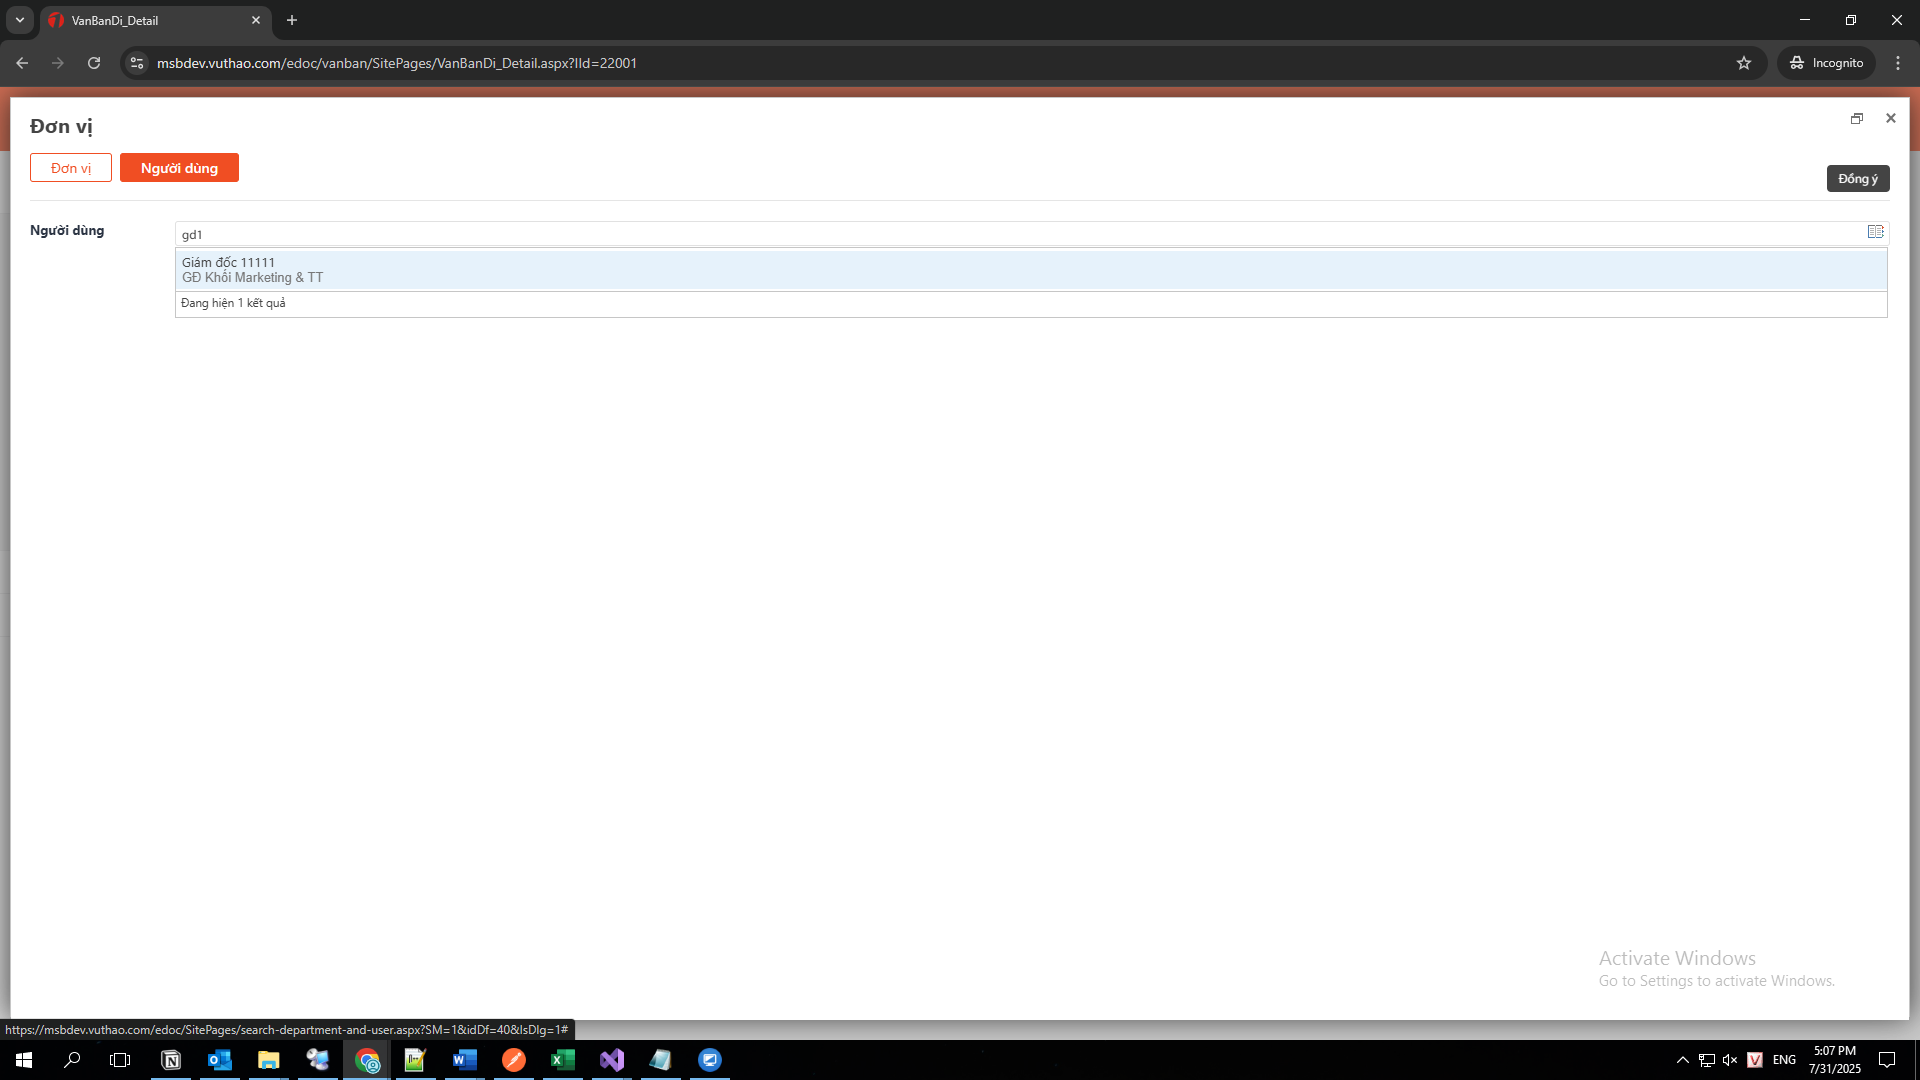 VanBanDi_Detail
msbdev.vuthao.com/edoc/vanban/SitePages/VanBanDi_Detail.aspx?IId=22001
Incognito
Đơn vị
Đơn vị
Người dùng
Đồng ý
Người dùng
gd1
Giám đốc 11111
GĐ Khối Marketing & TT
Đang hiện 1 kết quả
Activate Windows
Go to Settings to activate Windows.
https://msbdev.vuthao.com/edoc/SitePages/search-department-and-user.aspx?SM=1&idDf=40&IsDlg=1#
ENG
5:07 PM
7/31/2025